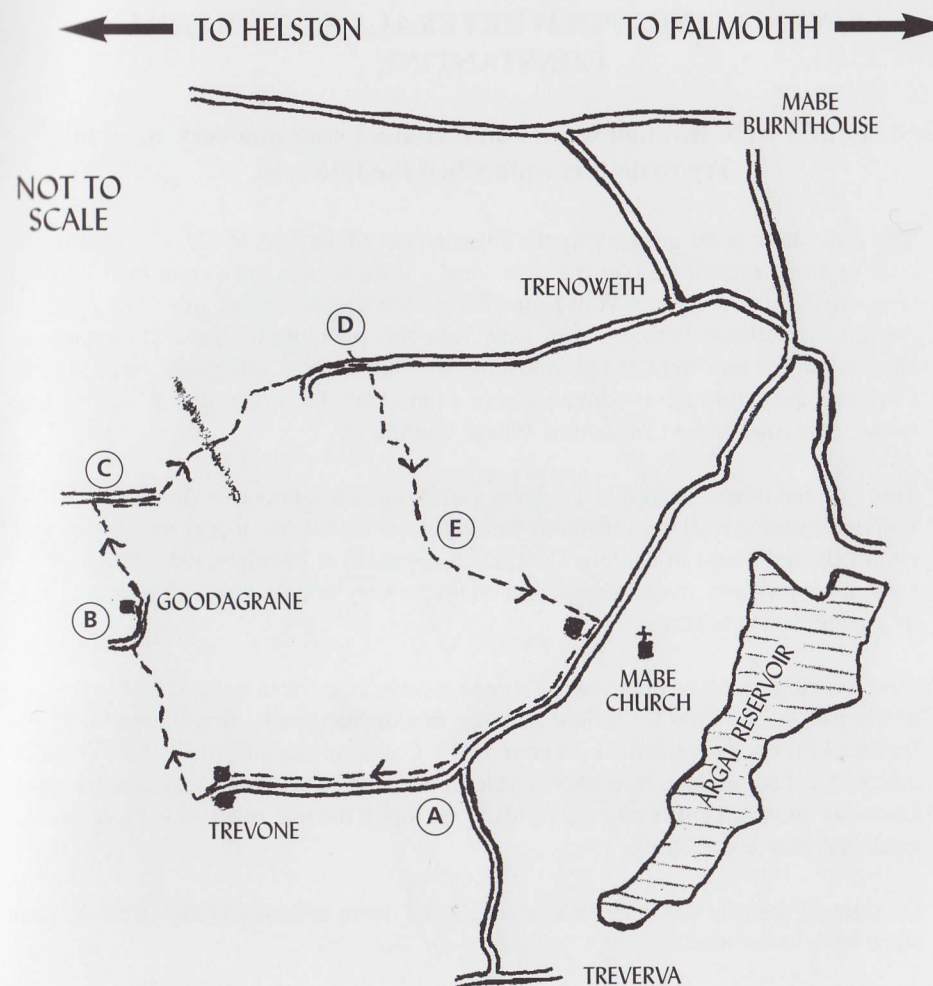 TO HELSTON
TO FALMOUTH
MABE
BURNTHOUSE
NOT TO
SCALE
TRENOWETH
D
C
E
GOODAGRANE
B
MABE
CHURCH
ARGAL RESERVOIR
A
TREVONE
TREVERVA